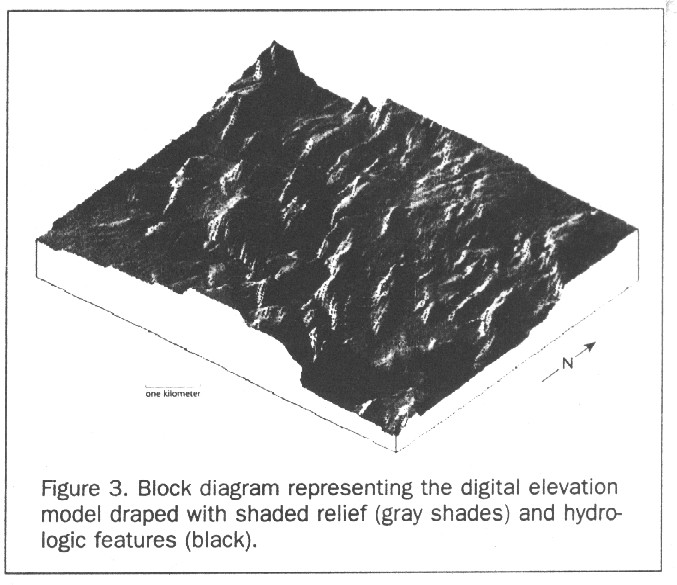 N
one kilometer
Figure 3. Block diagram representing the digital elevation
model draped with shaded relief (gray shades) and hydro-
logic features (black).